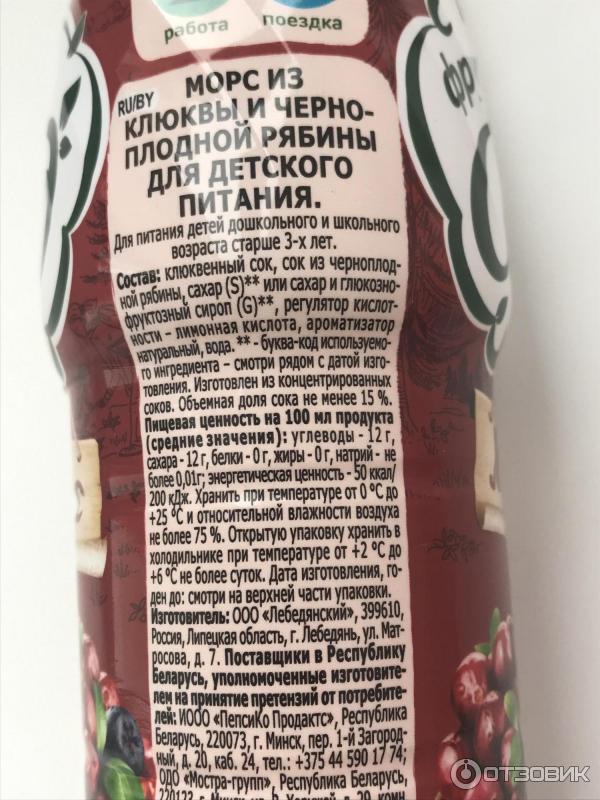 работа
поездка
RU/BY
МОРС ИЗ
КЛЮКВЫ И ЧЕРНО-
ПЛОДНОЙ РЯБИНЫ
ДЛЯ ДЕТСКОГО
ПИТАНИЯ.
Для питания детей дошкольного и школьного
возраста старше 3-х лет.
Состав: клюквенный сок, сок из черноплод-
ной рябины, сахар (S)** или сахар и глюкозно-
фруктозный сироп (G)**, регулятор кислот-
ности – лимонная кислота, ароматизатор
натуральный, вода. ** - буква-код используемо-
го ингредиента – смотри рядом с датой изго-
товления. Изготовлен из концентрированных
соков. Объемная доля сока не менее 15 %.
Пищевая ценность на 100 мл продукта
(средние значения): углеводы - 12 г,
сахара - 12 г, белки - 0 г, жиры - 0 г, натрий - не
более 0,01г; энергетическая ценность - 50 ккал/
200 кДж. Хранить при температуре от 0 °С до
+25 °С и относительной влажности воздуха
не более 75 %. Открытую упаковку хранить в
холодильнике при температуре от +2 °С до
+6 °С не более суток. Дата изготовления, го-
ден до: смотри на верхней части упаковки.
Изготовитель: ООО «Лебедянский», 399610,
Россия, Липецкая область, г. Лебедянь, ул. Мат-
росова, д. 7. Поставщики в Республику
Беларусь, уполномоченные изготовите-
лем на принятие претензий от потребите-
лей: ИООО «ПепсиКо Продактс», Республика
Беларусь, 220073, г. Минск, пер. 1-й Загород-
ный, д. 20, каб. 24, тел.: +375 44 590 17 74;
ОДО «Мостра-групп», Республика Беларусь,
г. Минск, д. 29, комн.
фр
ОТЗОВИК